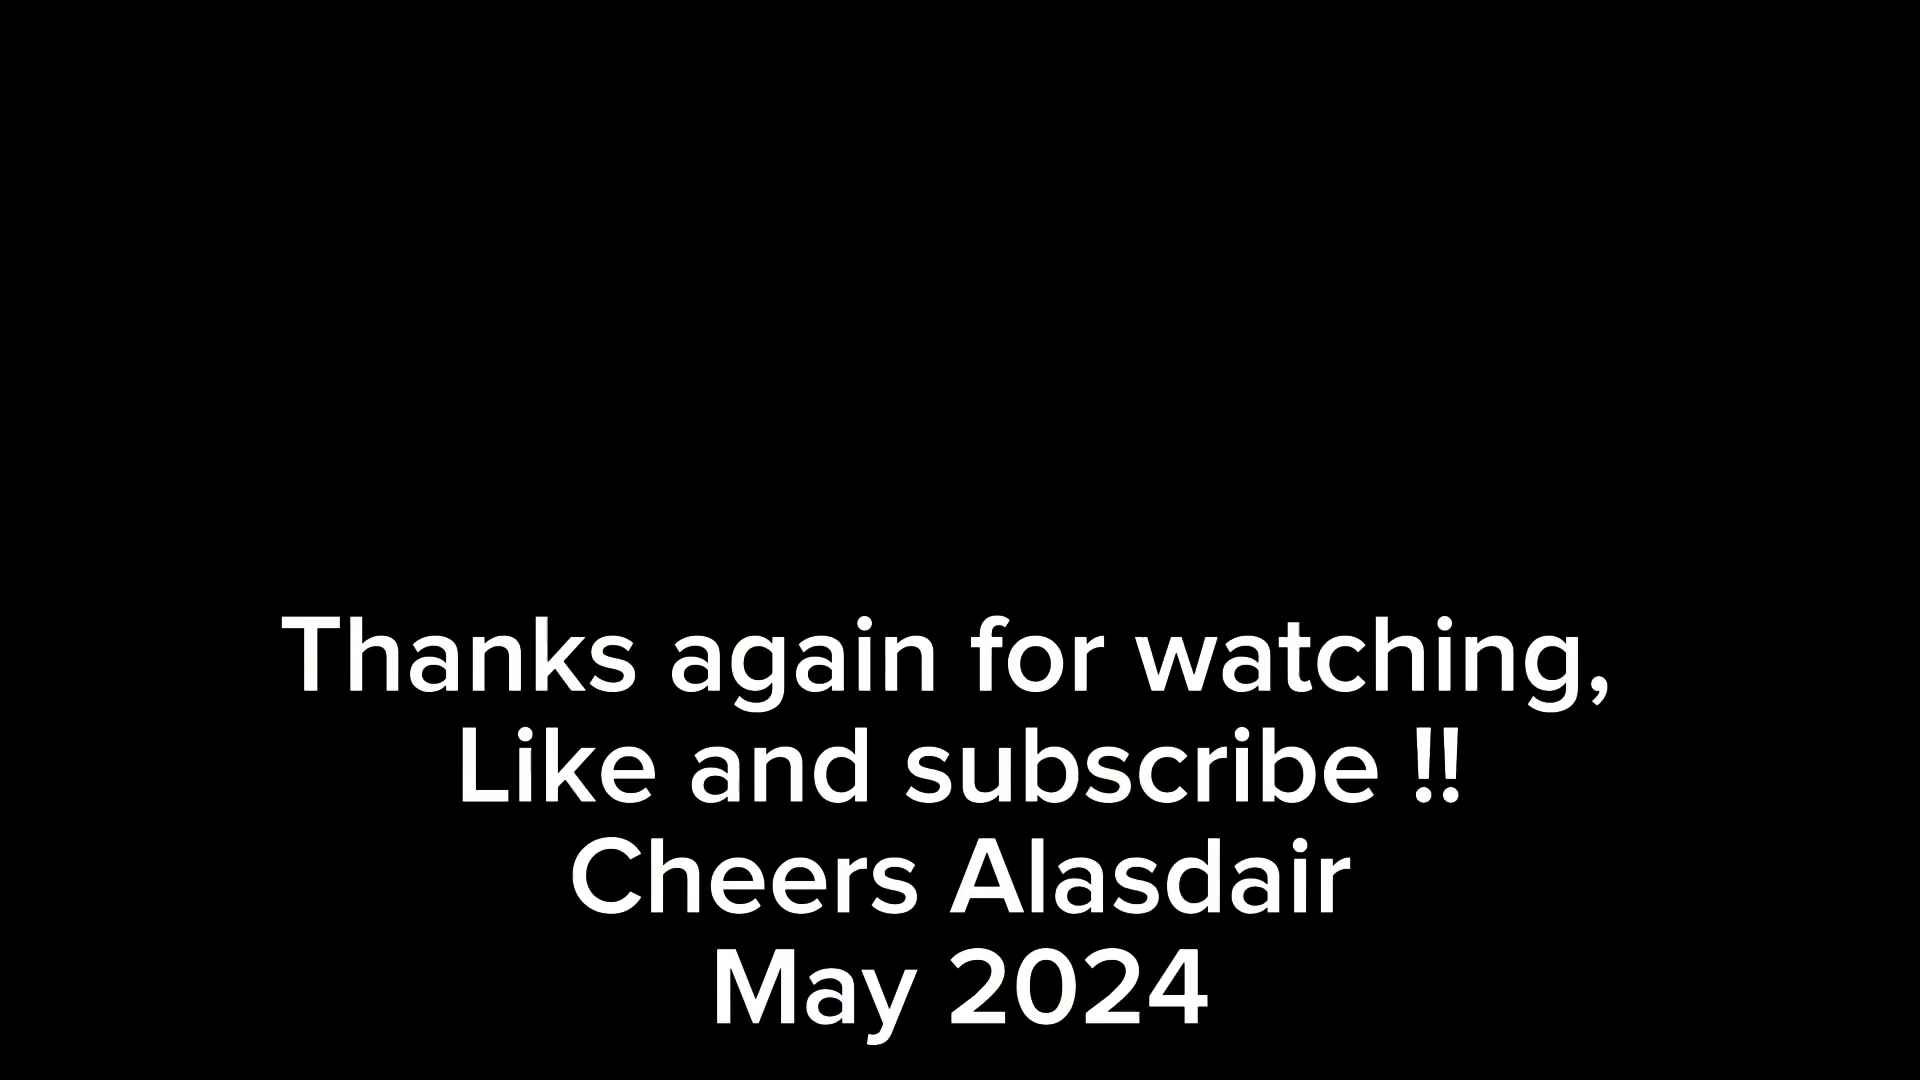 Thanks again for watching,
Like and subscribe !!
Cheers Alasdair
May 2024